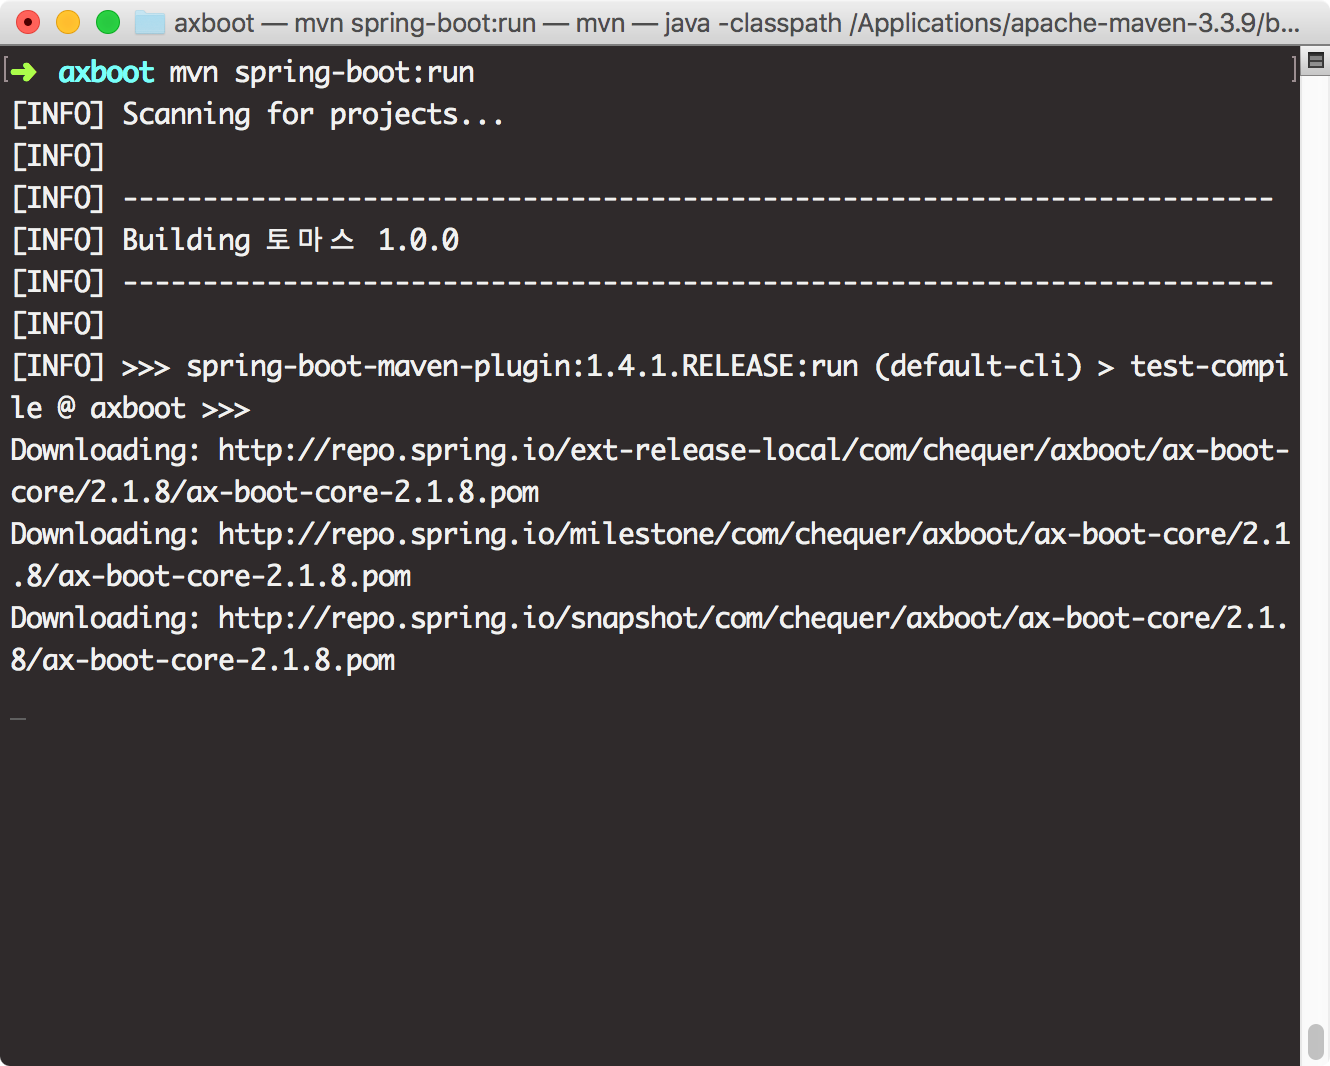 axboot — mvn spring-boot:run — mvn — java -classpath /Applications/apache-maven-3.3.9/b...
➜ axboot mvn spring-boot:run
[INFO] Scanning for projects...
[INFO]
[INFO] ------------------------------------------------------------------------
[INFO] Building 토마스 1.0.0
[INFO] ------------------------------------------------------------------------
[INFO]
[INFO] >>> spring-boot-maven-plugin:1.4.1.RELEASE:run (default-cli) > test-compi
le @ axboot >>>
Downloading: http://repo.spring.io/ext-release-local/com/chequer/axboot/ax-boot-
core/2.1.8/ax-boot-core-2.1.8.pom
Downloading: http://repo.spring.io/milestone/com/chequer/axboot/ax-boot-core/2.1
.8/ax-boot-core-2.1.8.pom
Downloading: http://repo.spring.io/snapshot/com/chequer/axboot/ax-boot-core/2.1.
8/ax-boot-core-2.1.8.pom